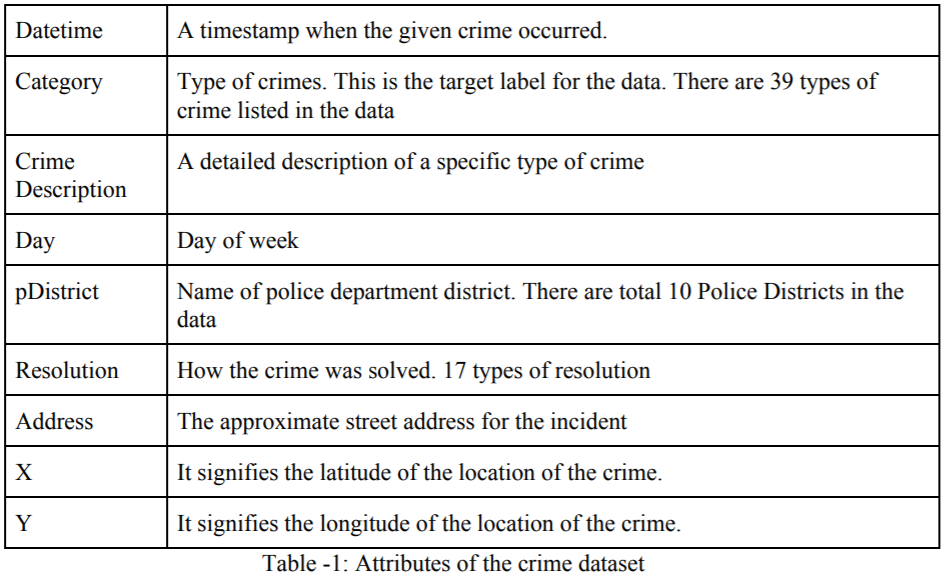 Datetime A timestamp when the given crime occurred.
Category Type of crimes. This is the target label for the data. There are 39 types of
crime listed in the data
Crime A detailed description of a specific type of crime
Description
Day Day of week
pDistrict Name of police department district. There are total 10 Police Districts in the
data
Resolution How the crime was solved. 17 types of resolution
Address The approximate street address for the incident
X It signifies the latitude of the location of the crime.
Y It signifies the longitude of the location of the crime.
Table -1: Attributes of the crime dataset